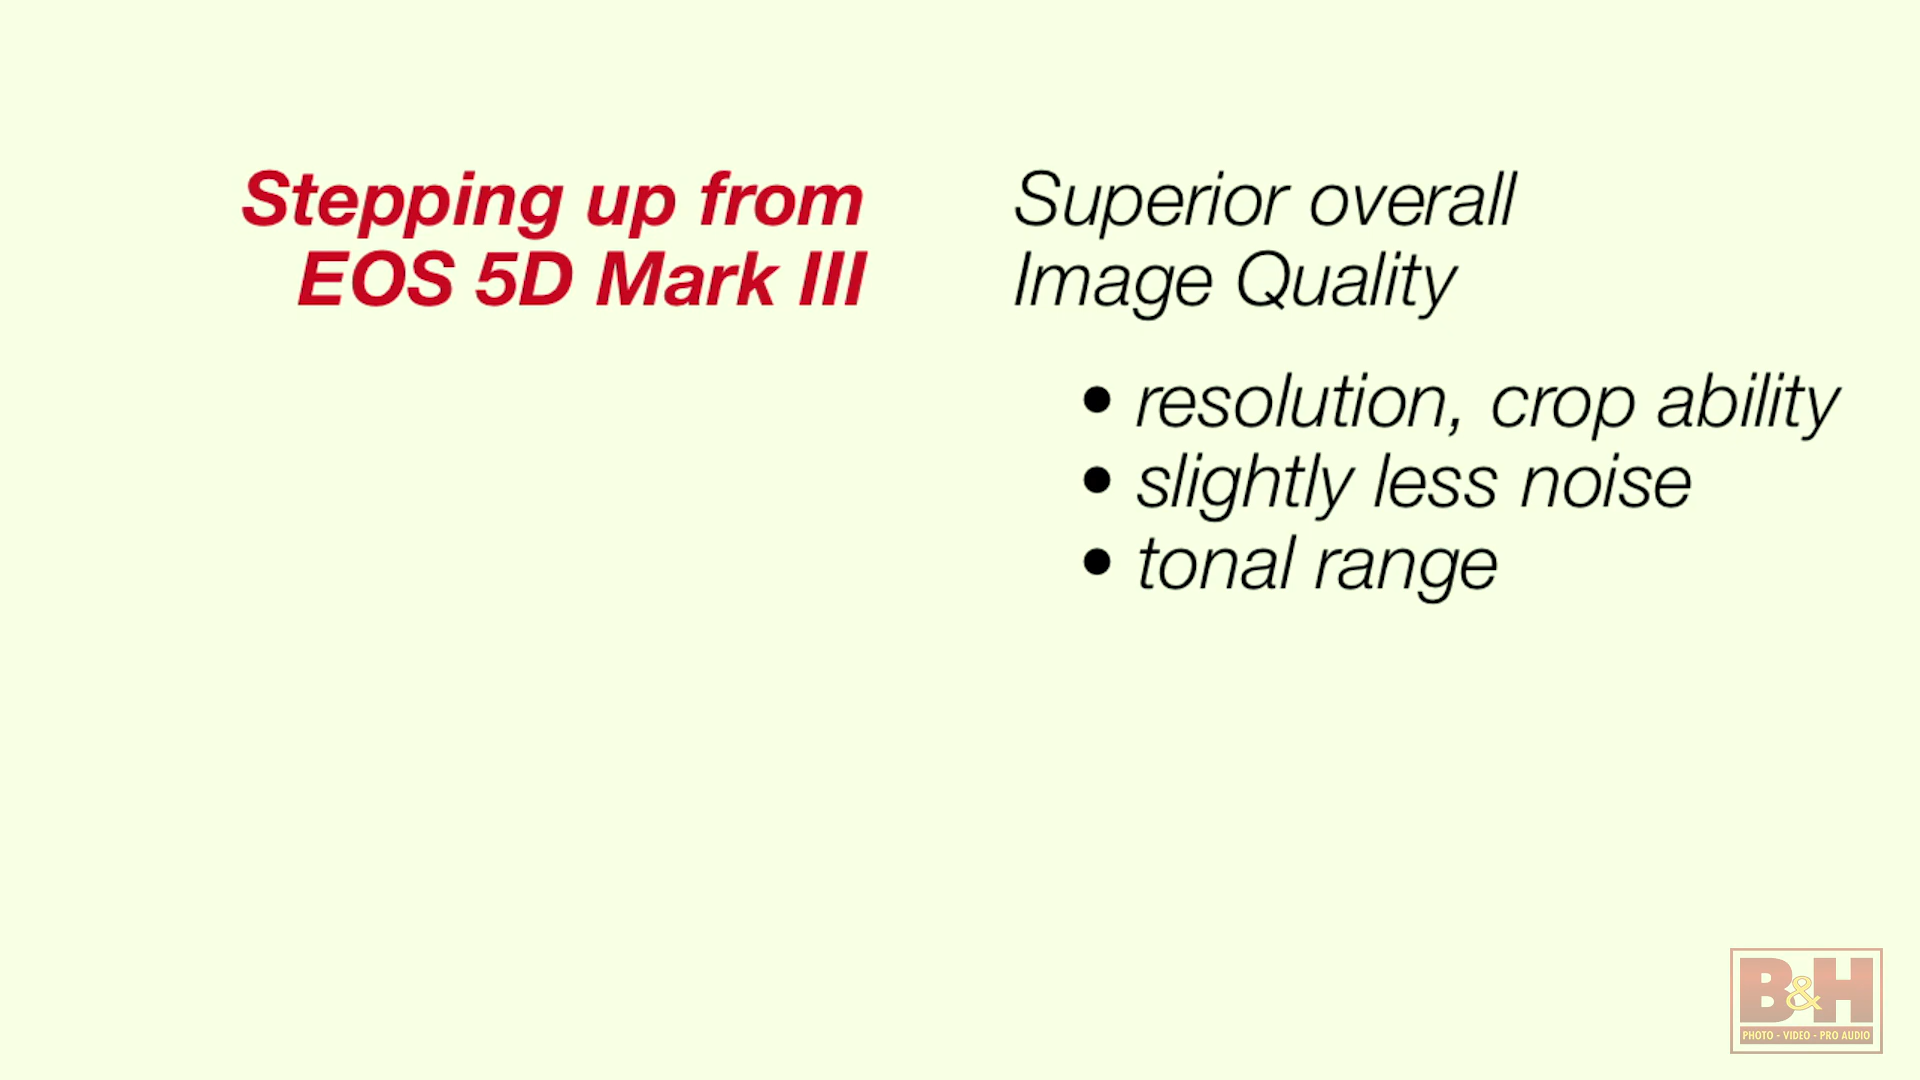 Stepping up from
EOS 5D Mark III
Superior overall
Image Quality
• resolution, crop ability
• slightly less noise
• tonal range
B&H
PHOTO - VIDEO - PRO AUDIO